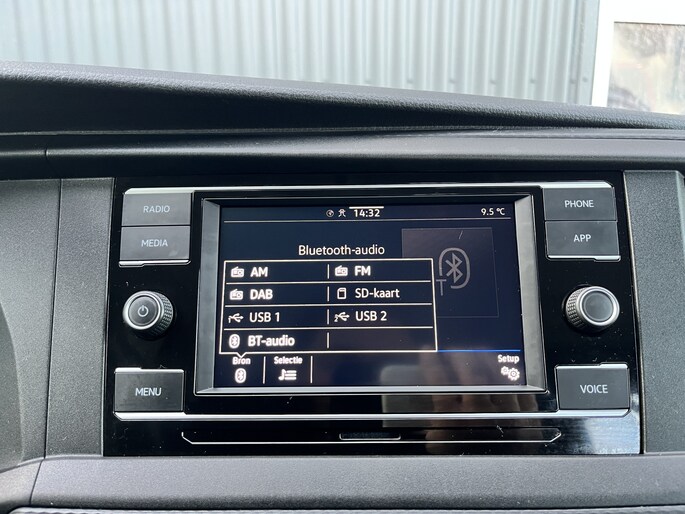 RADIO
MEDIA
MENU
14:32
9.5 °C
Bluetooth-audio
AM
FM
DAB
SD-kaart
USB 1
USB 2
BT-audio
Bron
Selectie
Setup
PHONE
APP
VOICE